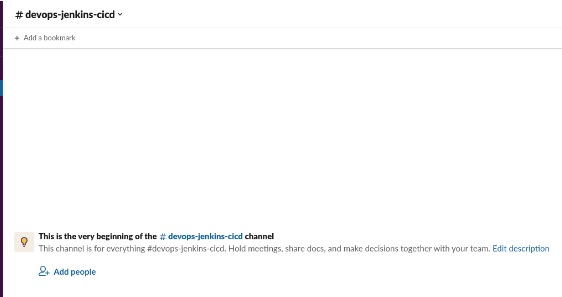 # devops-jenkins-cicd
+ Add a bookmark
This is the very beginning of the # devops-jenkins-cicd channel
This channel is for everything #devops-jenkins-cicd. Hold meetings, share docs, and make decisions together with your team. Edit description
Add people